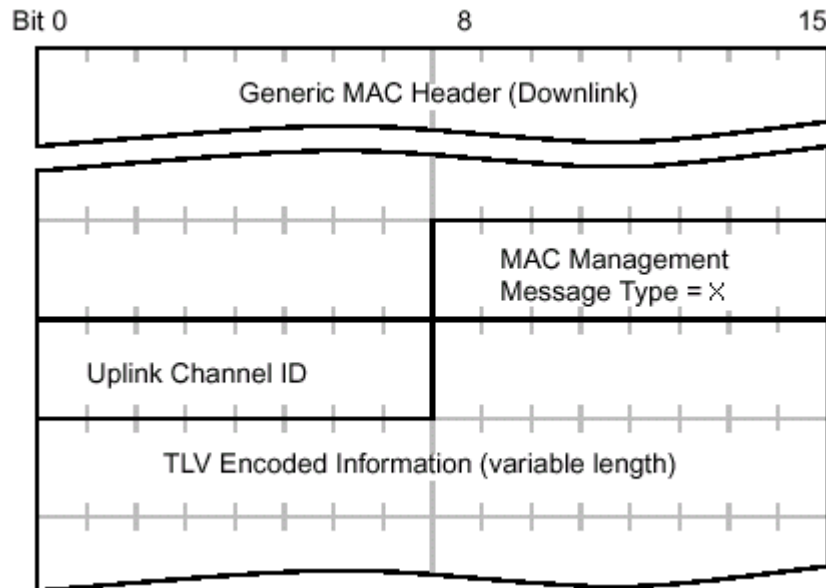 Bit 0 8 15
Generic MAC Header (Downlink)
MAC Management
Message Type = X
Uplink Channel ID
TLV Encoded Information (variable length)